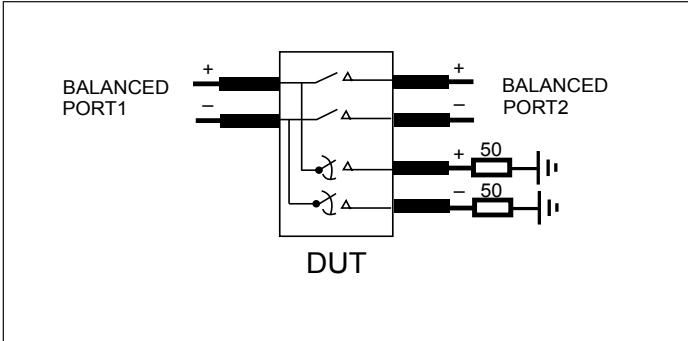 BALANCED
PORT1
+
–
+
–
BALANCED
PORT2
+
50
–
50
DUT